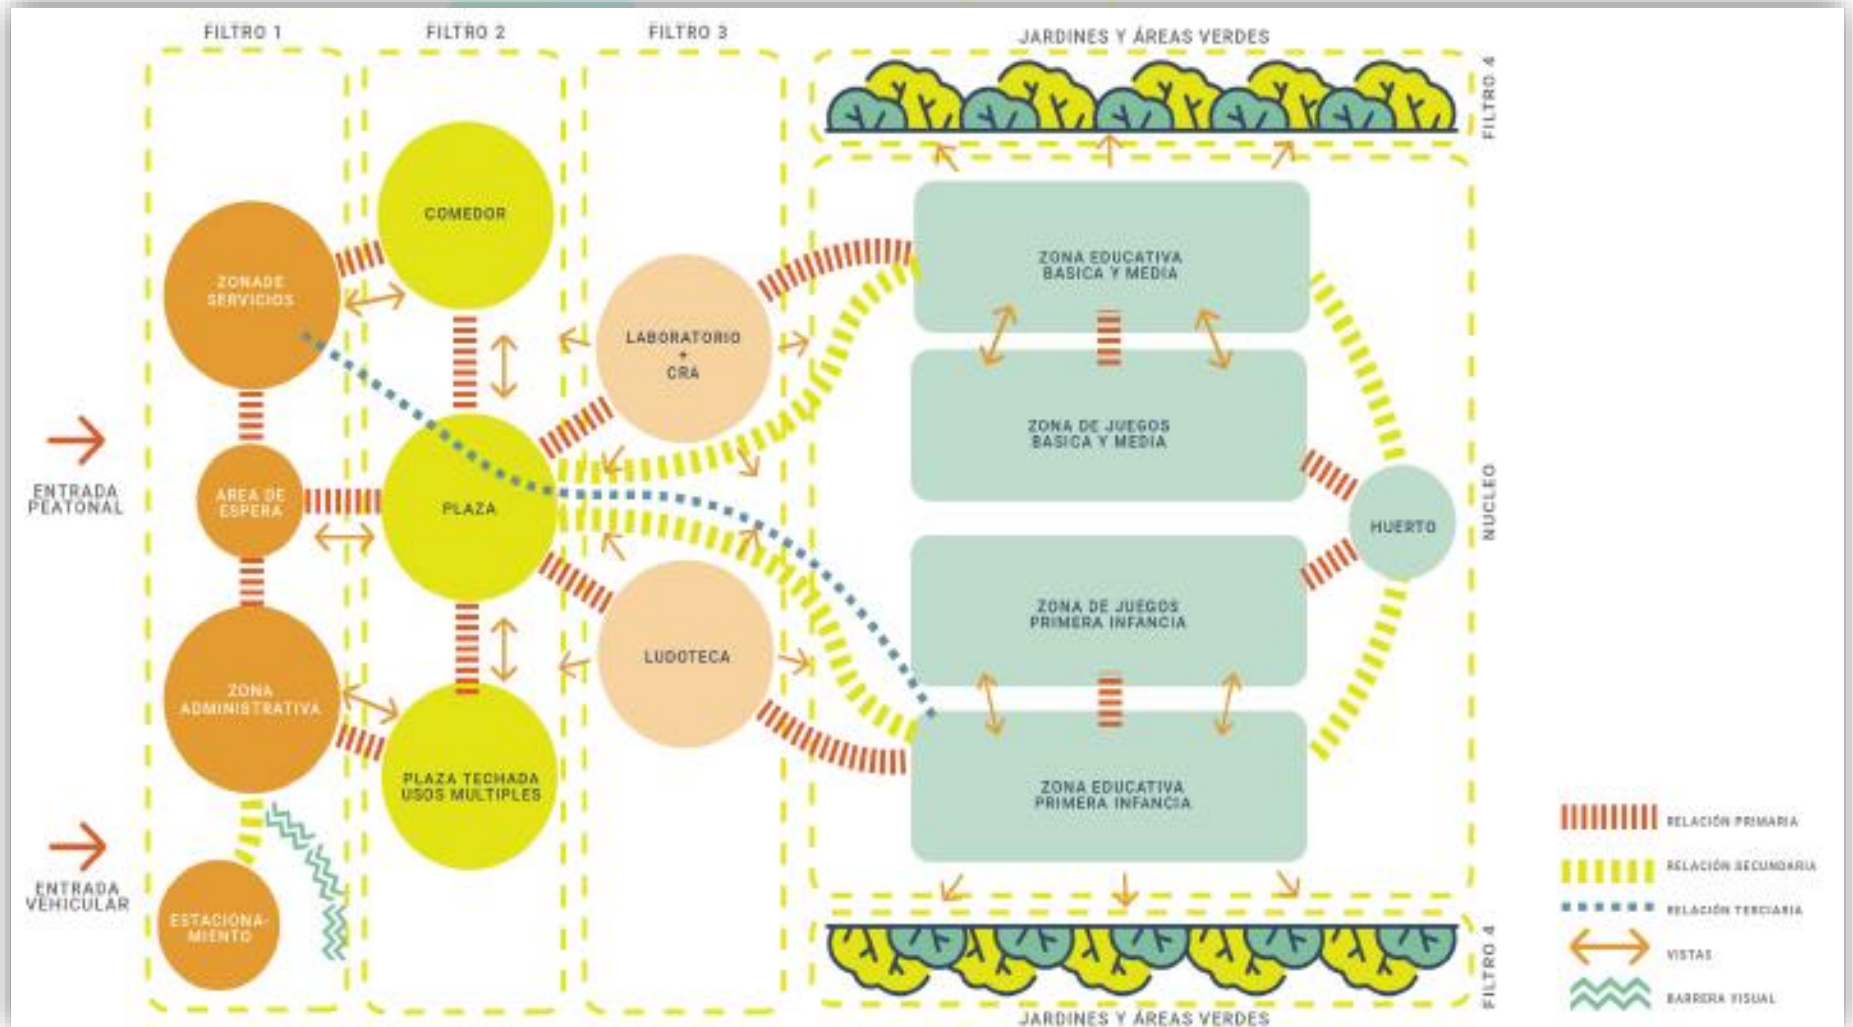 FILTRO 1
FILTRO 2
FILTRO 3
JARDINES Y ÁREAS VERDES
FILTRO 4
COMEDOR
ZONADE
SERVICIOS
ZONA EDUCATIVA
BASICA Y MEDIA
LABORATORIO
+
CRA
ZONA DE JUEGOS
BASICA Y MEDIA
ENTRADA
PEATONAL
AREA DE
ESPERA
PLAZA
HUERTO
NUCLEO
ZONA DE JUEGOS
PRIMERA INFANCIA
LUDOTECA
ZONA
ADMINISTRATIVA
PLAZA TECHADA
USOS MULTIPLES
ZONA EDUCATIVA
PRIMERA INFANCIA
ENTRADA
VEHICULAR
ESTACIONA-
MIENTO
FILTRO 4
JARDINES Y ÁREAS VERDES
RELACIÓN PRIMARIA
RELACIÓN SECUNDARIA
RELACIÓN TERCIARIA
VISTAS
BARRERA VISUAL